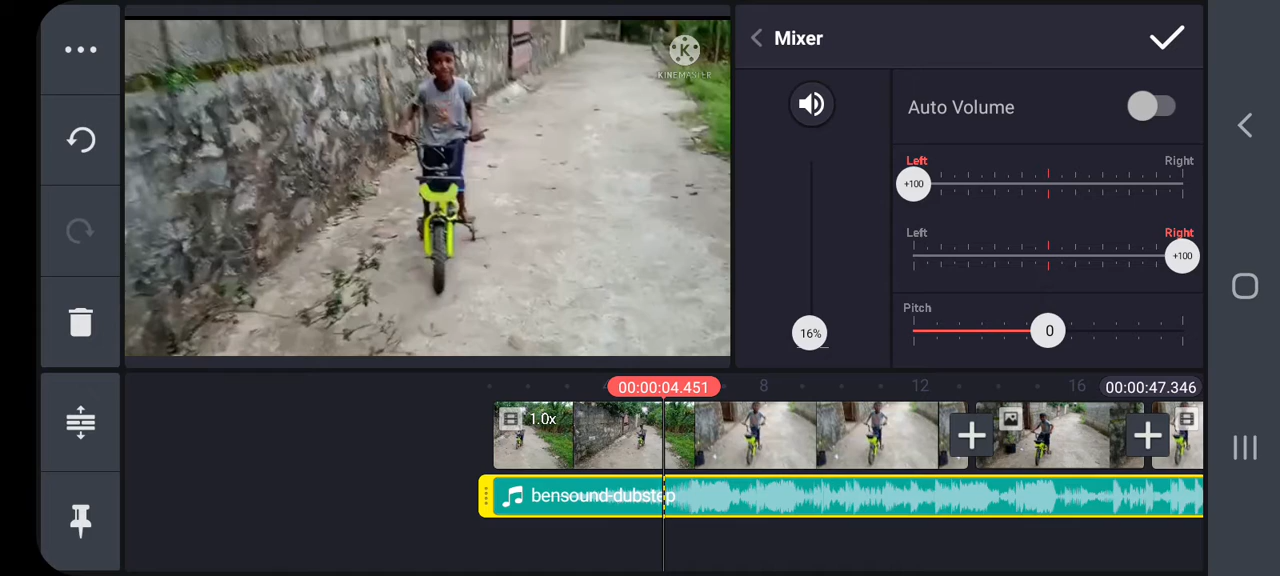 K
KINEMASTER
Mixer
16%
Auto Volume
Left
Right
+100
Left
Right
+100
Pitch
0
00:00:04.451
8
12
16
00:00:47.346
1.0x
bensound-dubstep